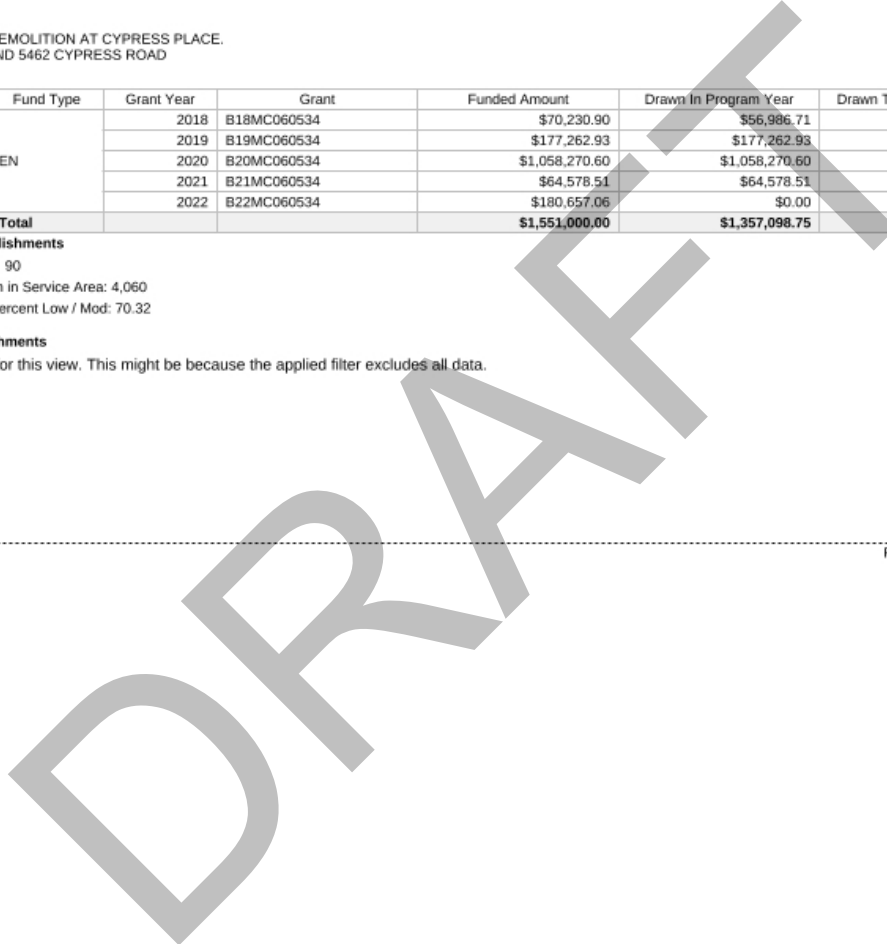 EMOLITION AT CYPRESS PLACE.
ND 5462 CYPRESS ROAD
Fund Type Grant Year Grant Funded Amount Drawn In Program Year Drawn T
2018 B18MC060534 $70,230.90 $56,986.71
2019 B19MC060534 $177,262.93 $177,262.93
EN 2020 B20MC060534 $1,058,270.60 $1,058,270.60
2021 B21MC060534 $64,578.51 $64,578.51
2022 B22MC060534 $180,657.06 $0.00
Total $1,551,000.00 $1,357,098.75
lishments
90
n in Service Area: 4,060
ercent Low / Mod: 70.32
hments
or this view. This might be because the applied filter excludes all data.
DRAFT